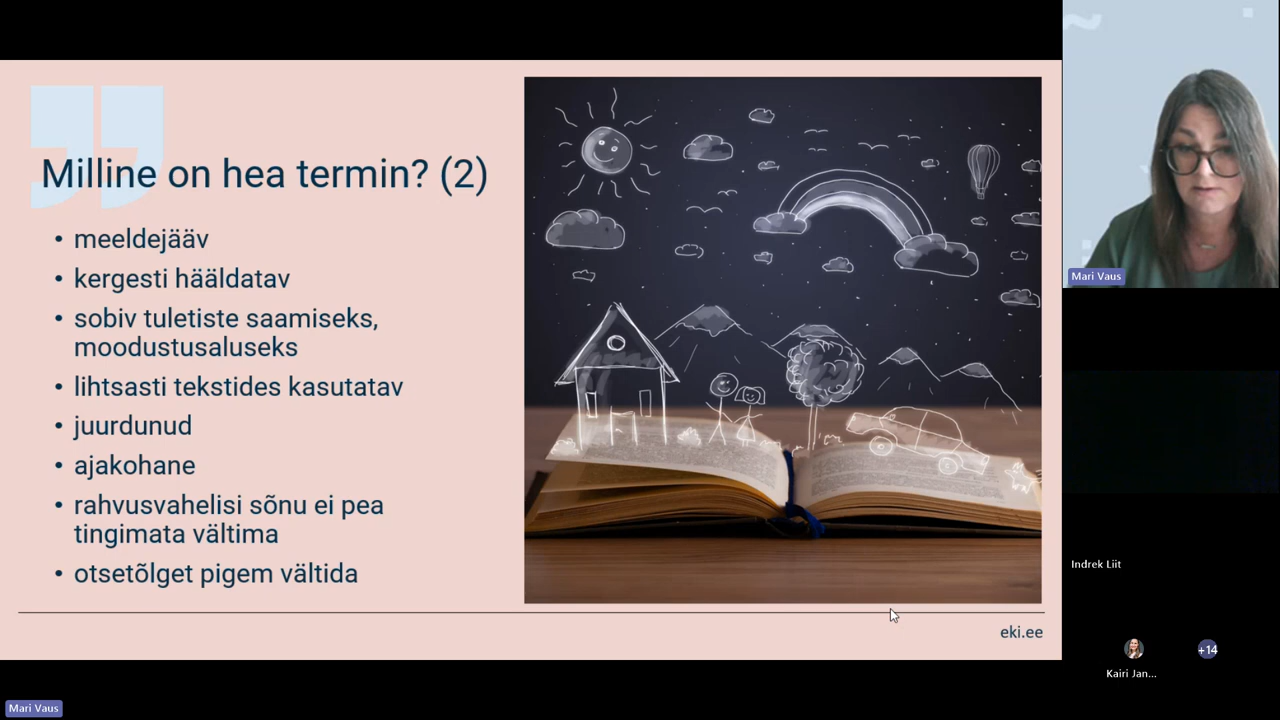 Milline on hea termin? (2)
• meeldejääv
• kergesti hääldatav
• sobiv tuletiste saamiseks,
moodustusaluseks
• lihtsasti tekstides kasutatav
• juurdunud
• ajakohane
• rahvusvahelisi sõnu ei pea
tingimata vältima
• otsetõlget pigem vältida
eki.ee
Mari Vaus
Indrek Liit
+14
Kairi Jan...
Mari Vaus